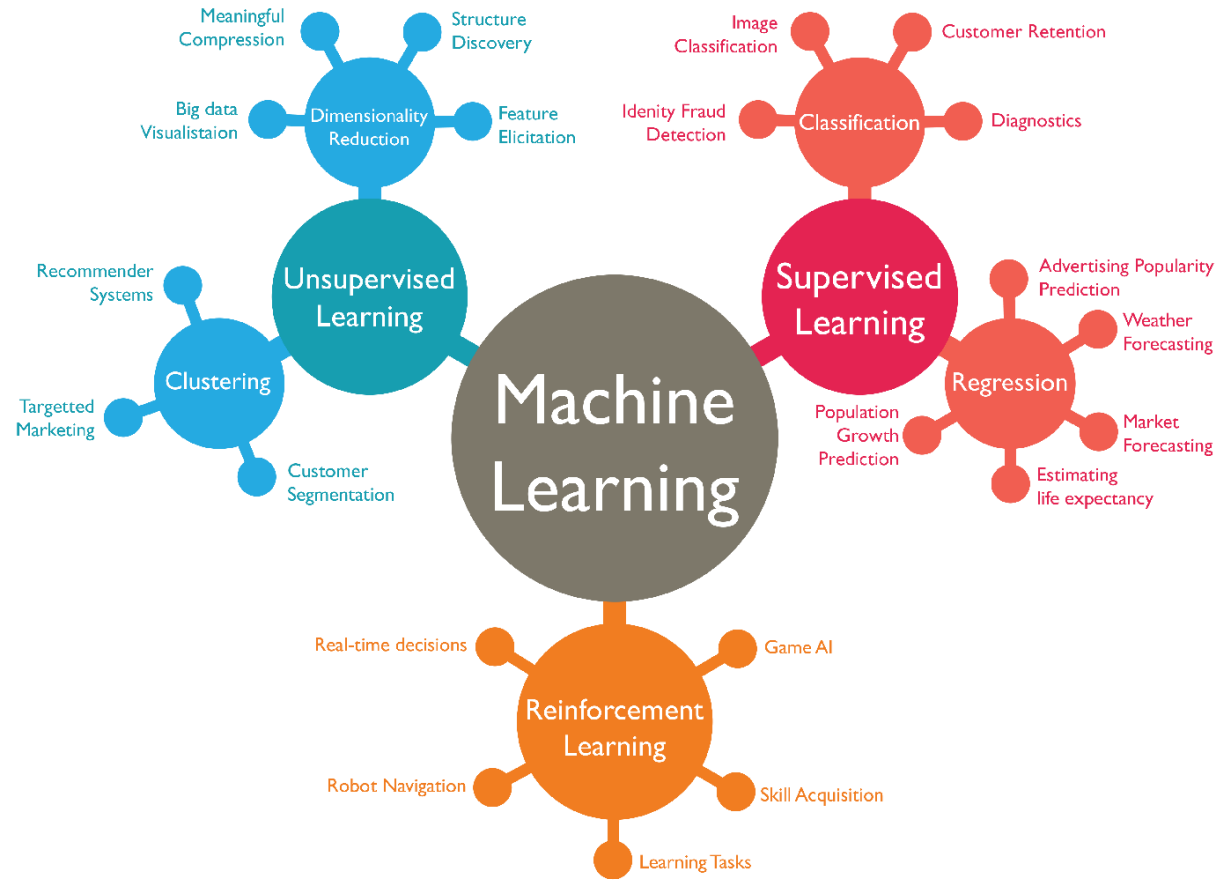 Meaningful
Compression
Structure
Discovery
Big data
Visualistaion
Dimensionality
Reduction
Feature
Elicitation
Image
Classification
Customer Retention
Idenity Fraud
Detection
Classification
Diagnostics
Recommender
Systems
Unsupervised
Learning
Clustering
Targetted
Marketing
Customer
Segmentation
Machine
Learning
Supervised
Learning
Advertising Popularity
Prediction
Weather
Forecasting
Regression
Population
Growth
Prediction
Market
Forecasting
Estimating
life expectancy
Real-time decisions
Game AI
Reinforcement
Learning
Robot Navigation
Skill Acquisition
Learning Tasks